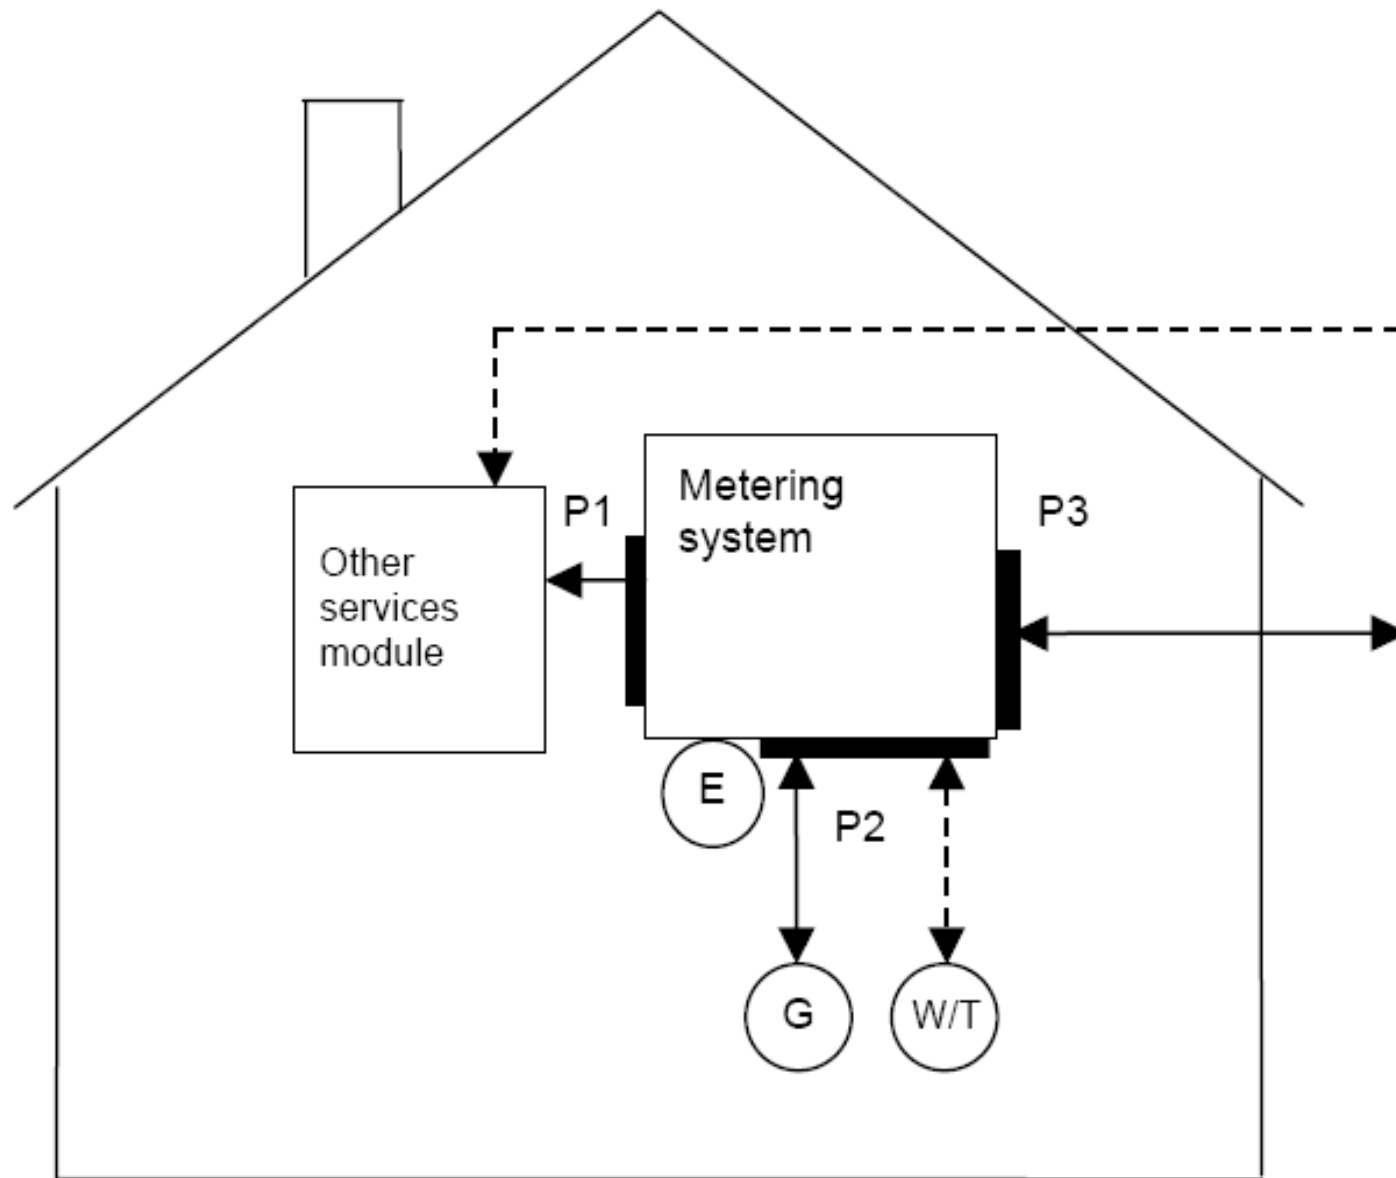 P1
Metering
system
P3
Other
services
module
E
P2
G
W/T